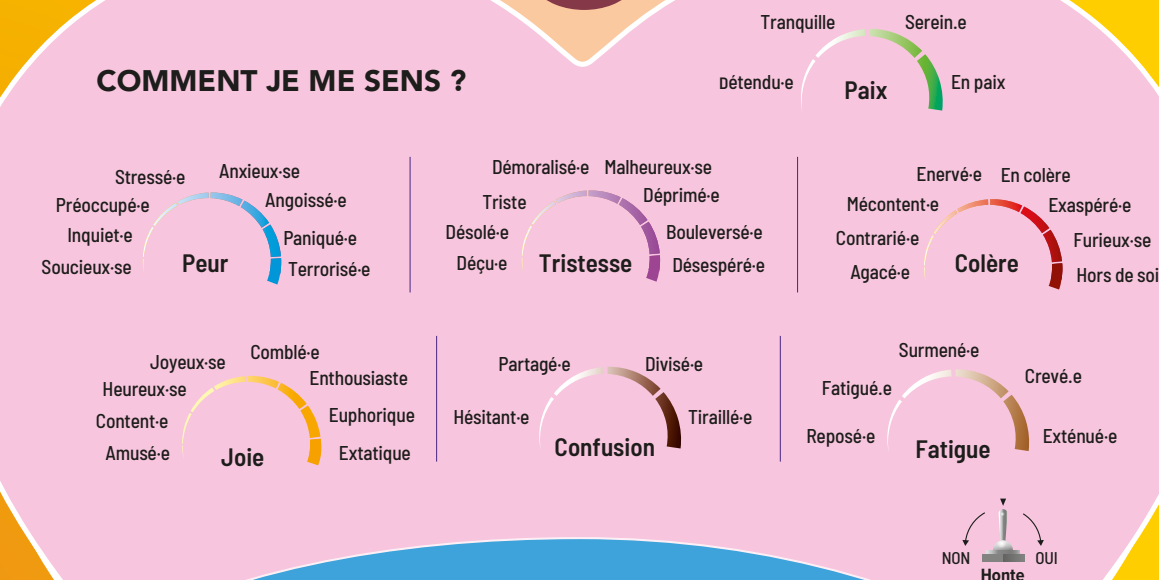 COMMENT JE ME SENS ?
Détendu·e
Tranquille
Serein.e
En paix
Paix
Soucieux·se
Inquiet·e
Préoccupé·e
Stressé·e
Anxieux·se
Angoissé·e
Paniqué·e
Terrorisé·e
Peur
Déçu·e
Désolé·e
Triste
Démoralisé·e
Malheureux·se
Déprimé·e
Bouleversé·e
Désespéré·e
Tristesse
Agacé·e
Contrarié·e
Mécontent·e
Enervé·e
En colère
Exaspéré·e
Furieux·se
Hors de soi
Colère
Amusé·e
Content·e
Heureux·se
Joyeux·se
Comblé·e
Enthousiaste
Euphorique
Extatique
Joie
Hésitant·e
Partagé·e
Divisé·e
Tiraillé·e
Confusion
Reposé·e
Fatigué.e
Surmené·e
Crevé.e
Exténué·e
Fatigue
NON
OUI
Honte